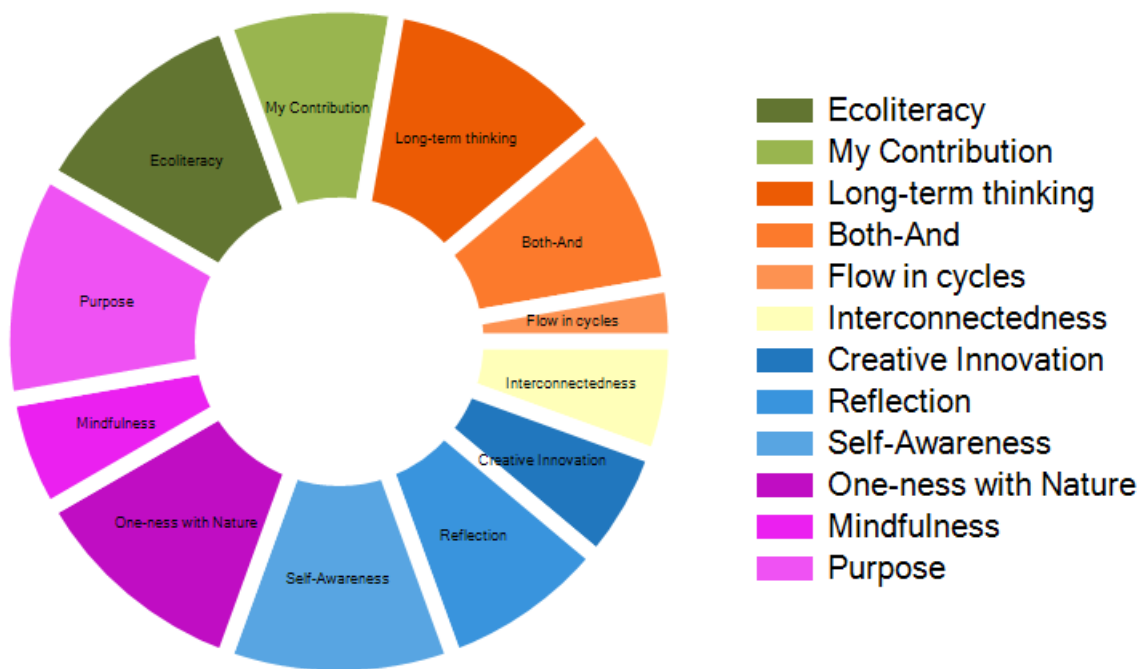 My Contribution
Long-term thinking
Ecoliteracy
Both-And
Purpose
Flow in cycles
Interconnectedness
Mindfulness
Creative Innovation
One-ness with Nature
Reflection
Self-Awareness
Ecoliteracy
My Contribution
Long-term thinking
Both-And
Flow in cycles
Interconnectedness
Creative Innovation
Reflection
Self-Awareness
One-ness with Nature
Mindfulness
Purpose